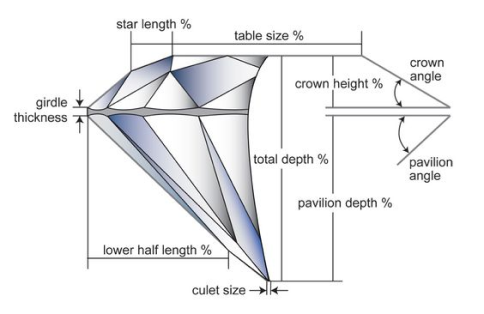 star length %
table size %
crown
angle
crown height %
girdle
thickness
total depth %
pavilion
angle
pavilion depth %
lower half length %
culet size